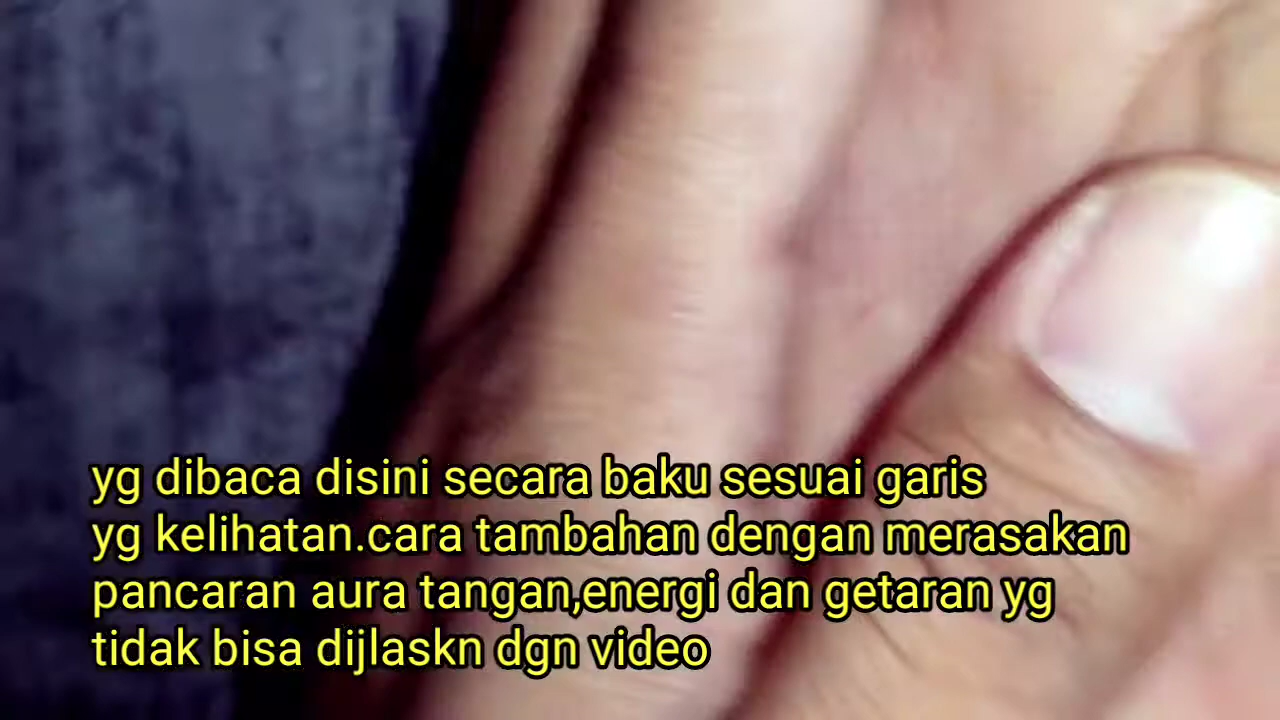 yg dibaca disini secara baku sesuai garis
yg kelihatan.cara tambahan dengan merasakan
pancaran aura tangan,energi dan getaran yg
tidak bisa dijlaskn dgn video